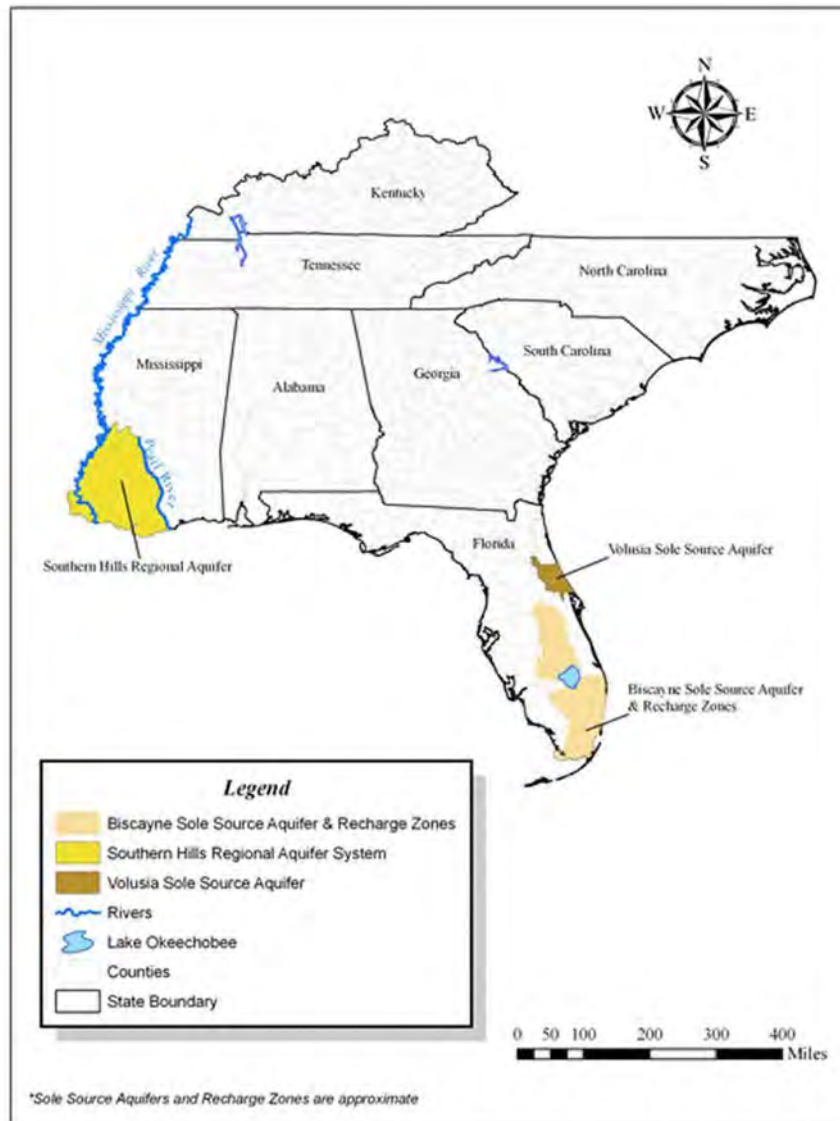 N
W
E
S
Kentucky
Mississippi River
Tennessee
North Carolina
Mississippi
Alabama
Georgia
South Carolina
Pearl River
Southern Hills Regional Aquifer
Florida
Volusia Sole Source Aquifer
Biscayne Sole Source Aquifer
& Recharge Zones
Legend
Biscayne Sole Source Aquifer & Recharge Zones
Southern Hills Regional Aquifer System
Volusia Sole Source Aquifer
Rivers
Lake Okeechobee
Counties
State Boundary
0 50 100 200 300 400
Miles
*Sole Source Aquifers and Recharge Zones are approximate